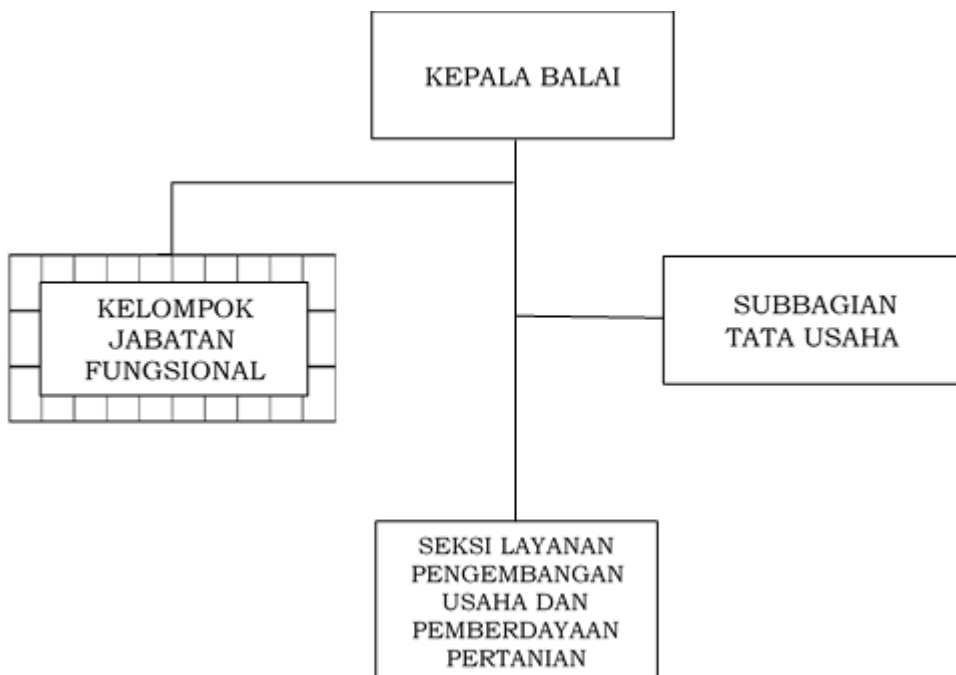 KEPALA BALAI
KELOMPOK
JABATAN
FUNGSIONAL
SUBBAGIAN
TATA USAHA
SEKSI LAYANAN
PENGEMBANGAN
USAHA DAN
PEMBERDAYAAN
PERTANIAN